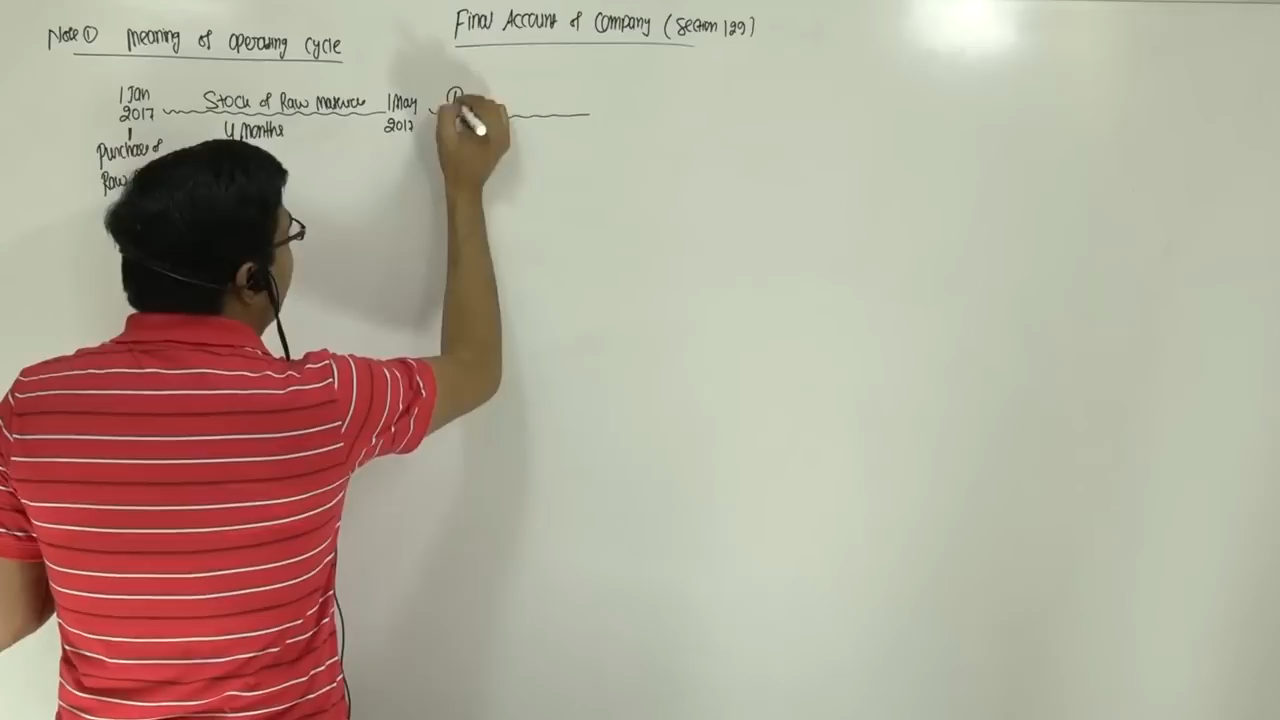 Final Account of Company (Section 129)
Note ① Meaning of Operating Cycle
1 Jan
2017
Stock of Raw
1 May
2017
4 Months
Purchase of
Raw